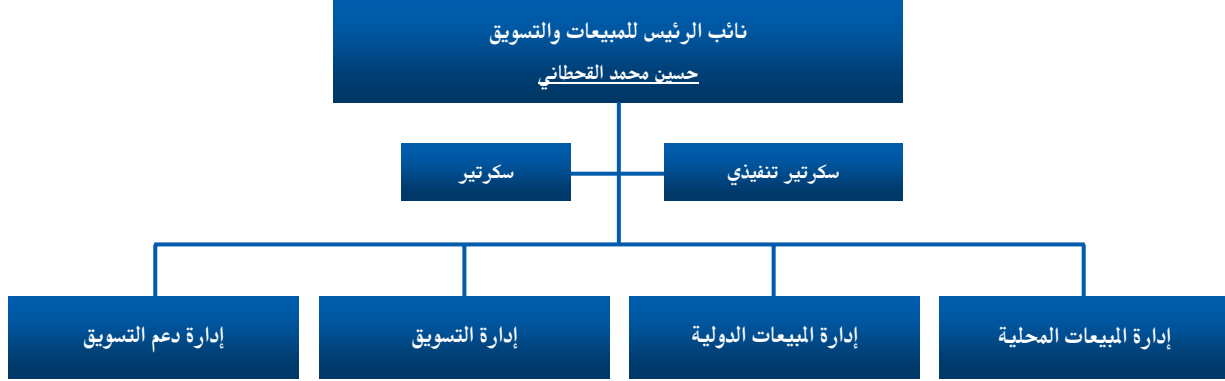 نائب الرئيس للمبيعات والتسويق
حسين محمد القحطاني
سكرتير تنفيذي
سكرتير
إدارة المبيعات المحلية
إدارة المبيعات الدولية
إدارة التسويق
إدارة دعم التسويق